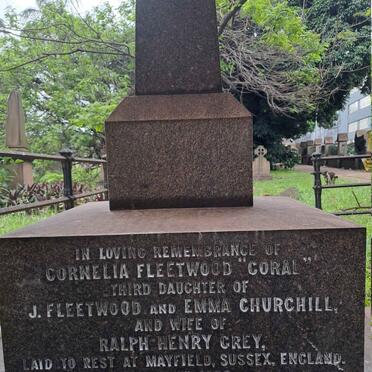 IN LOVING REMEMBRANCE OF
CORNELIA FLEETWOOD "CORAL"
THIRD DAUGHTER OF
J. FLEETWOOD AND EMMA CHURCHILL,
AND WIFE OF
RALPH HENRY GREY,
LAID TO REST AT MAYFIELD, SUSSEX, ENGLAND.